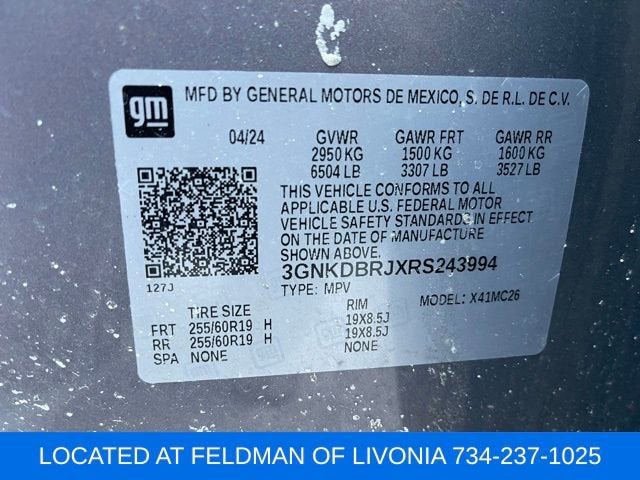 gm
MFD BY GENERAL MOTORS DE MEXICO, S. DE R.L. DE C.V.
04/24 GVWR GAWR FRT GAWR RR
2950 KG 1500 KG 1600 KG
6504 LB 3307 LB 3527 LB
THIS VEHICLE CONFORMS TO ALL
APPLICABLE U.S. FEDERAL MOTOR
VEHICLE SAFETY STANDARDS IN EFFECT
ON THE DATE OF MANUFACTURE
SHOWN ABOVE.
3GNKDBRJXRS243994
127J TYPE: MPV MODEL: X41MC26
TIRE SIZE RIM
FRT 255/60R19 H 19X8.5J
RR 255/60R19 H 19X8.5J
SPA NONE NONE
LOCATED AT FELDMAN OF LIVONIA 734-237-1025